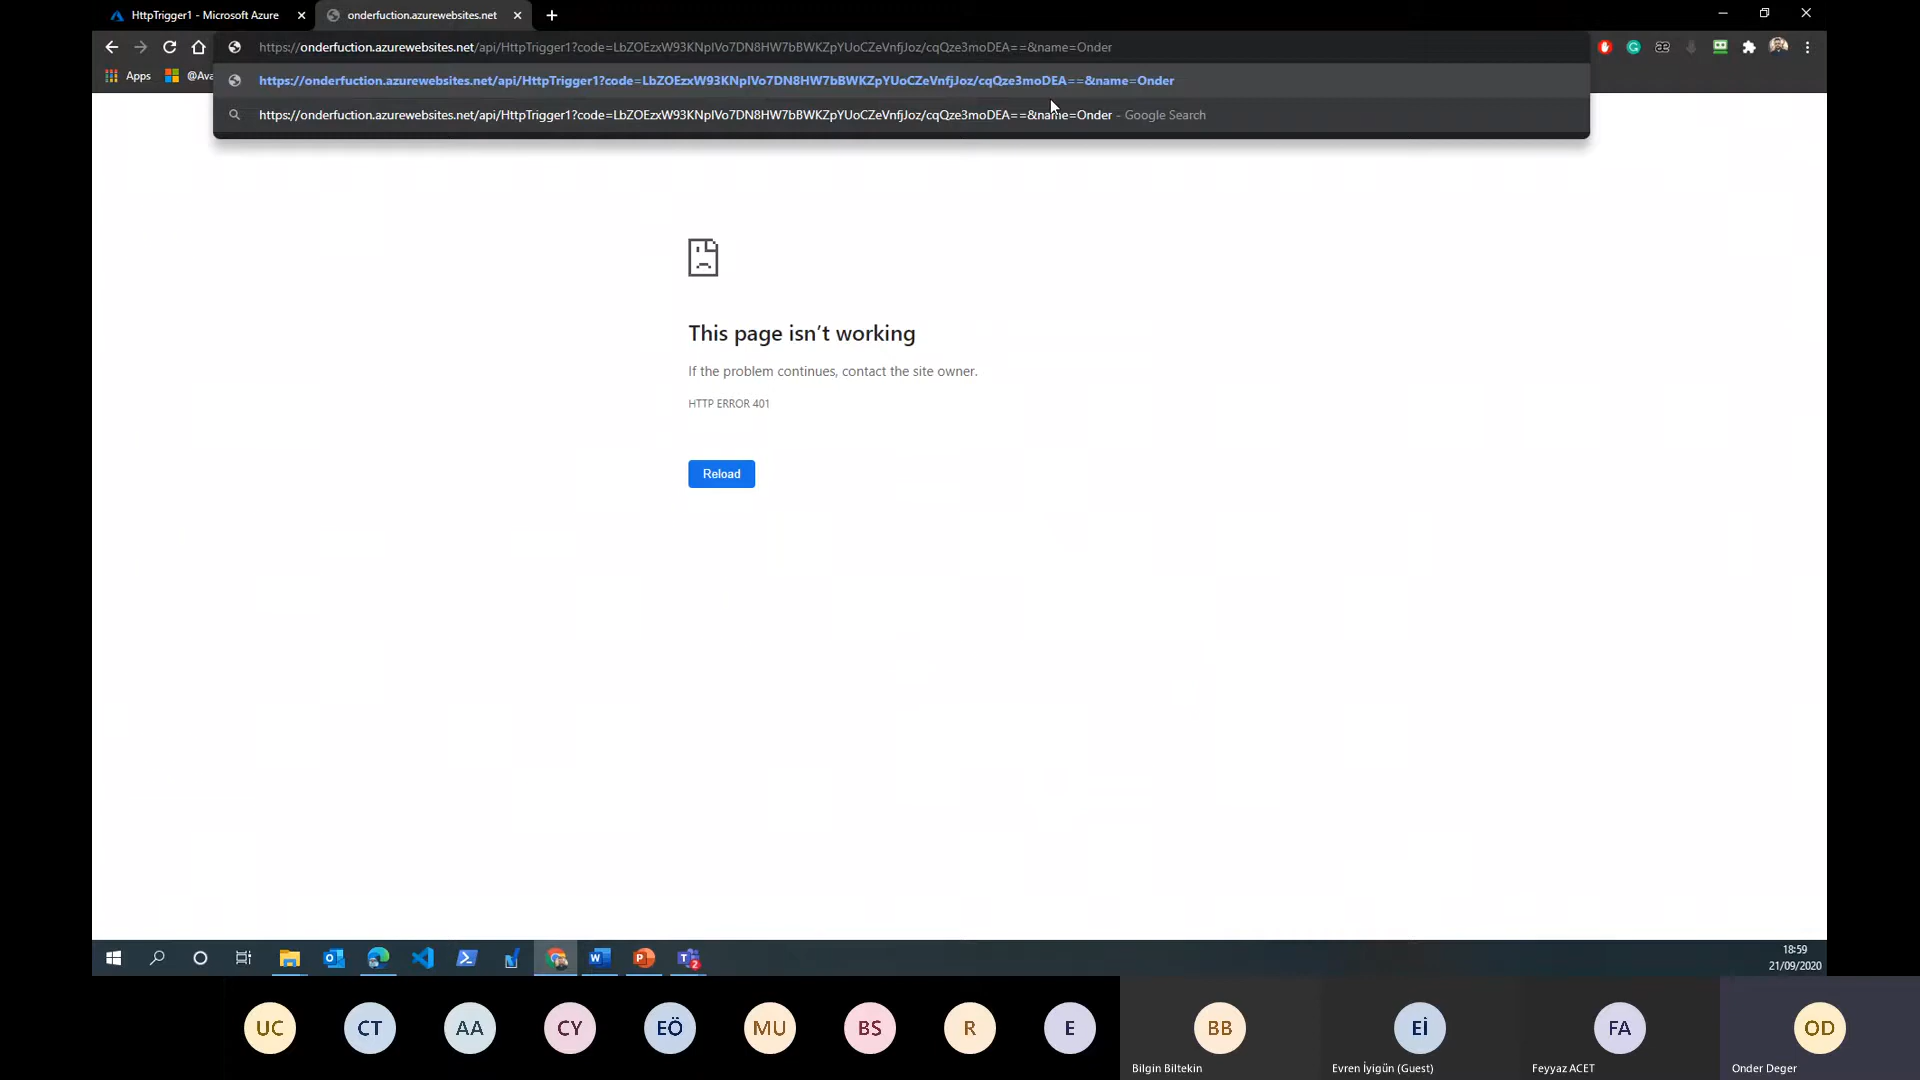 HttpTrigger1 - Microsoft Azure
onderfuction.azurewebsites.net
https://onderfuction.azurewebsites.net/api/HttpTrigger1?code=LbZOEzxW93KNpIVo7DN8HW7bBWKZpYUoCZeVnfjJoz/cqQze3moDEA==&name=Onder
Apps
@Ava
https://onderfuction.azurewebsites.net/api/HttpTrigger1?code=LbZOEzxW93KNpIVo7DN8HW7bBWKZpYUoCZeVnfjJoz/cqQze3moDEA==&name=Onder
https://onderfuction.azurewebsites.net/api/HttpTrigger1?code=LbZOEzxW93KNpIVo7DN8HW7bBWKZpYUoCZeVnfjJoz/cqQze3moDEA==&name=Onder - Google Search
This page isn’t working
If the problem continues, contact the site owner.
HTTP ERROR 401
Reload
18:59
21/09/2020
UC
CT
AA
CY
EÖ
MU
BS
R
E
BB
Eİ
FA
OD
Bilgin Biltekin
Evren İyigün (Guest)
Feyyaz ACET
Onder Deger